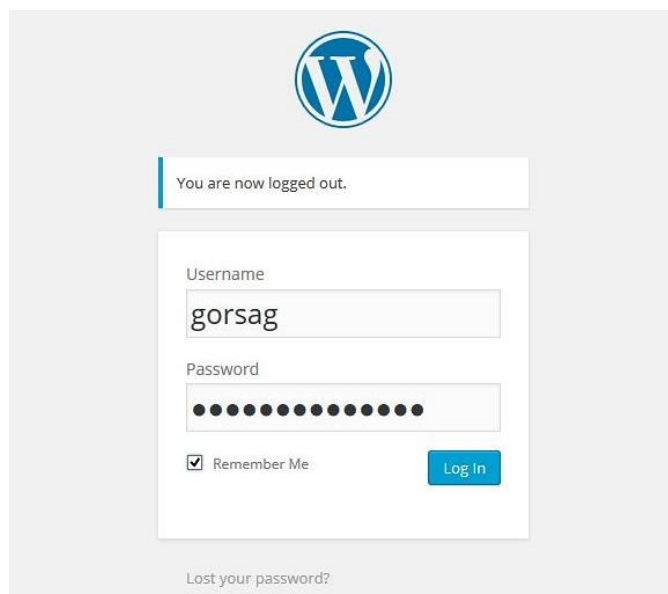 You are now logged out.
Username
gorsag
Password
●●●●●●●●●●●●●●
Remember Me
Log In
Lost your password?